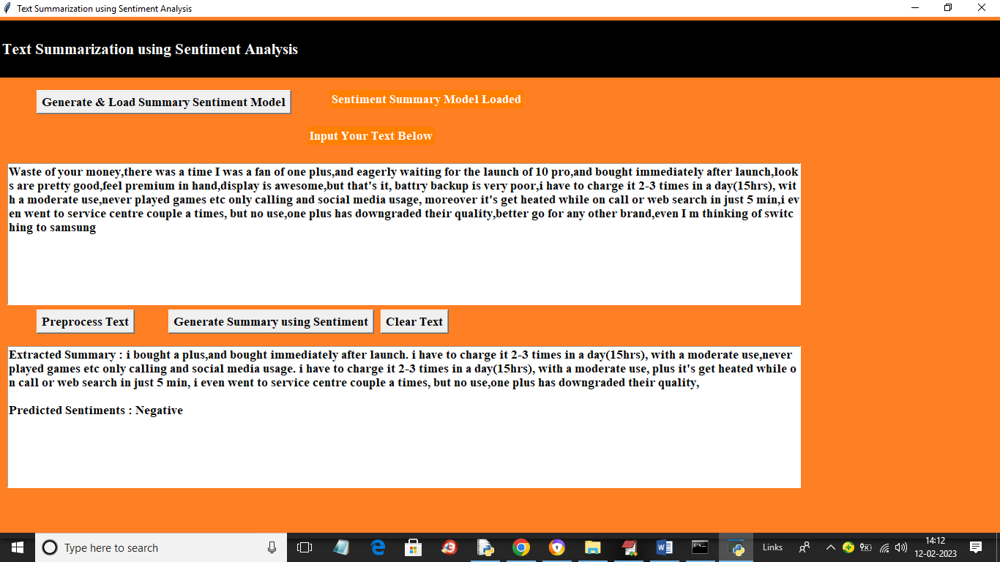 Text Summarization using Sentiment Analysis
Text Summarization using Sentiment Analysis
Generate & Load Summary Sentiment Model
Sentiment Summary Model Loaded
Input Your Text Below
Waste of your money,there was a time I was a fan of one plus,and eagerly waiting for the launch of 10 pro,and bought immediately after launch,look
s are pretty good,feel premium in hand,display is awesome,but that's it, battry backup is very poor,i have to charge it 2-3 times in a day(15hrs), wit
h a moderate use,never played games etc only calling and social media usage, moreover it's get heated while on call or web search in just 5 min,i ev
en went to service centre couple a times, but no use,one plus has downgraded their quality,better go for any other brand,even I m thinking of switc
hing to samsung
Preprocess Text
Generate Summary using Sentiment
Clear Text
Extracted Summary : i bought a plus,and bought immediately after launch. i have to charge it 2-3 times in a day(15hrs), with a moderate use,never
played games etc only calling and social media usage. i have to charge it 2-3 times in a day(15hrs), with a moderate use, plus it's get heated while o
n call or web search in just 5 min, i even went to service centre couple a times, but no use,one plus has downgraded their quality,
Predicted Sentiments : Negative
Type here to search
Links
14:12
12-02-2023